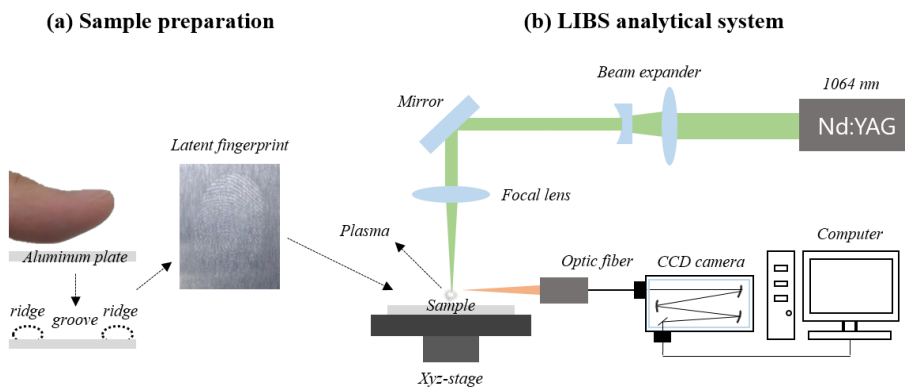 (a) Sample preparation
(b) LIBS analytical system
Beam expander
1064 nm
Mirror
Nd:YAG
Latent fingerprint
Focal lens
Plasma
Aluminum plate
Optic fiber
CCD camera
Computer
ridge
groove
ridge
Sample
Xyz-stage